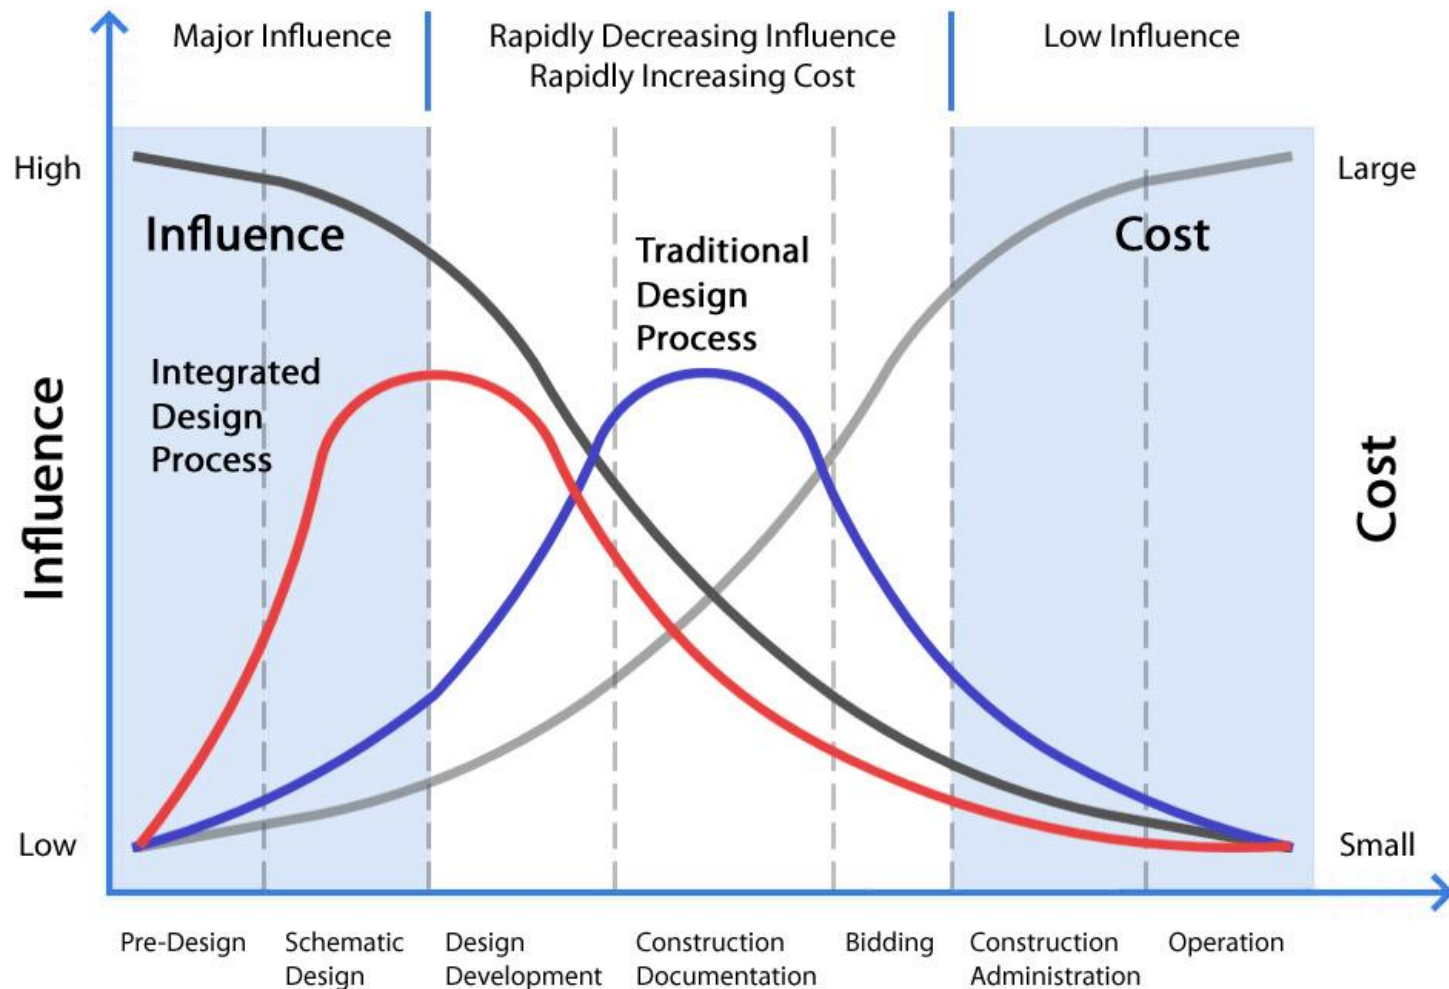 Major Influence
Rapidly Decreasing Influence
Rapidly Increasing Cost
Low Influence
High
Large
Influence
Cost
Traditional
Design
Process
Integrated
Design
Process
Influence
Cost
Low
Small
Pre-Design
Schematic
Design
Design
Development
Construction
Documentation
Bidding
Construction
Administration
Operation